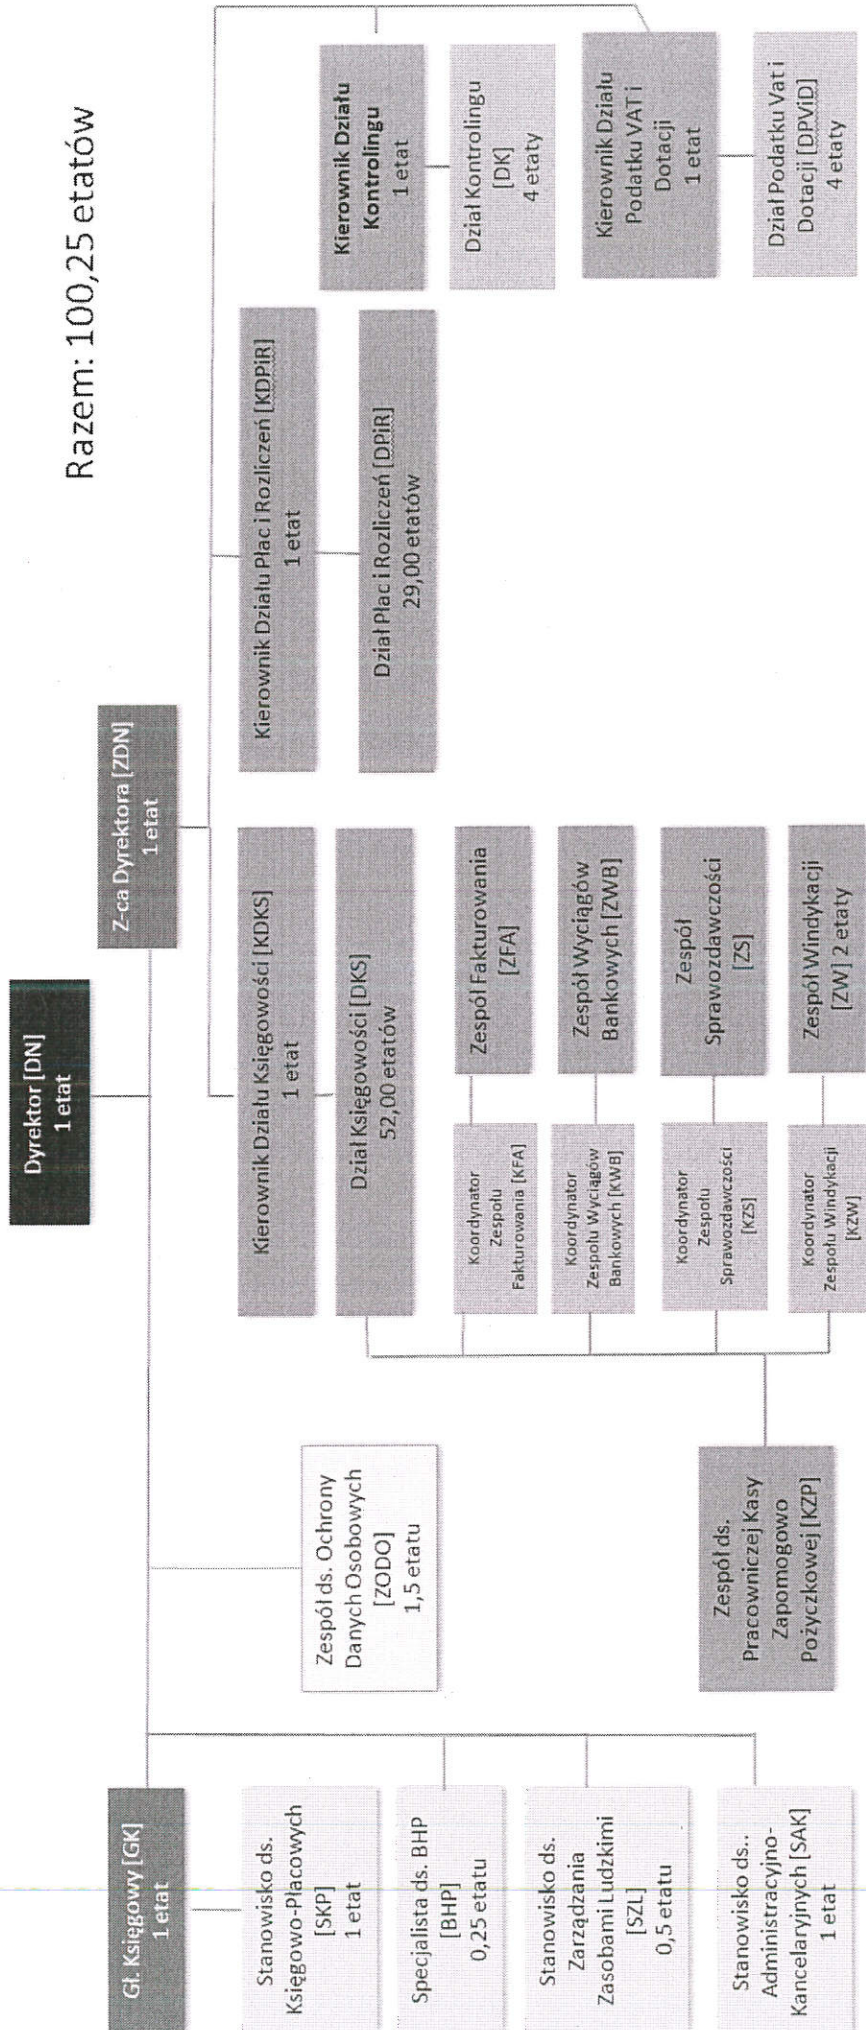 Razem: 100,25 etatów
Dyrektor [DN]
1 etat
Gł. Księgowy [GK]
1 etat
Z-ca Dyrektora [ZDN]
1 etat
Stanowisko ds.
Księgowo-Płacowych
[SKP]
1 etat
Specjalista ds. BHP
[BHP]
0,25 etatu
Stanowisko ds.
Zarządzania
Zasobami Ludzkimi
[SZL]
0,5 etatu
Stanowisko ds..
Administracyjno-
Kancelaryjnych [SAK]
1 etat
Zespół ds. Ochrony
Danych Osobowych
[ZODO]
1,5 etatu
Zespół ds.
Pracowniczej Kasy
Zapomogowo
Pożyczkowej [KZP]
Kierownik Działu Księgowości [KDKS]
1 etat
Dział Księgowości [DKS]
52,00 etatów
Koordynator
Zespołu
Fakturowania [KFA]
Zespół Fakturowania
[ZFA]
Koordynator
Zespołu Wyciągów
Bankowych [KWB]
Zespół Wyciągów
Bankowych [ZWB]
Koordynator
Zespołu
Sprawozdawczości
[KZS]
Zespół
Sprawozdawczości
[ZS]
Koordynator
Zespołu Windykacji
[KZW]
Zespół Windykacji
[ZW] 2 etaty
Kierownik Działu Płac i Rozliczeń [KDPiR]
1 etat
Dział Płac i Rozliczeń [DPiR]
29,00 etatów
Kierownik Działu
Kontrolingu
1 etat
Dział Kontrolingu
[DK]
4 etaty
Kierownik Działu
Podatku VAT i
Dotacji
1 etat
Dział Podatku Vat i
Dotacji [DPViD]
4 etaty